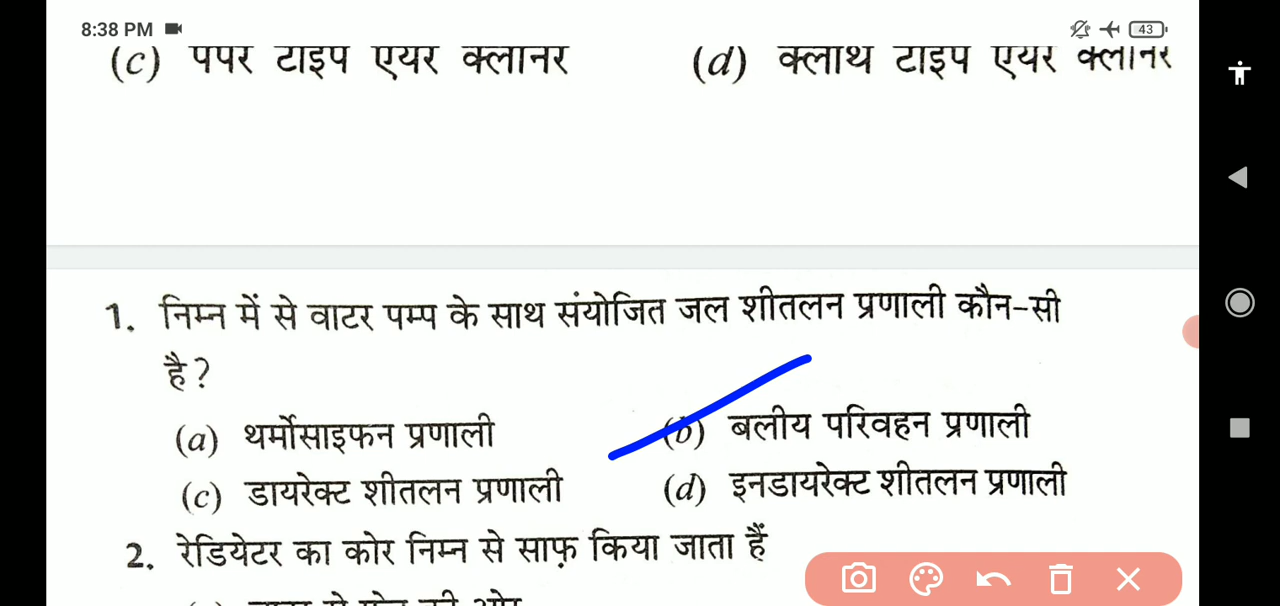 8:38 PM
43
(c) पेपर टाइप एयर क्लीनर (d) क्लाथ टाइप एयर क्लीनर
1. निम्न में से वाटर पम्प के साथ संयोजित जल शीतलन प्रणाली कौन-सी
है?
(a) थर्मोसाइफन प्रणाली (b) बलीय परिवहन प्रणाली
(c) डायरेक्ट शीतलन प्रणाली (d) इनडायरेक्ट शीतलन प्रणाली
2. रेडियेटर का कोर निम्न से साफ़ किया जाता हैं